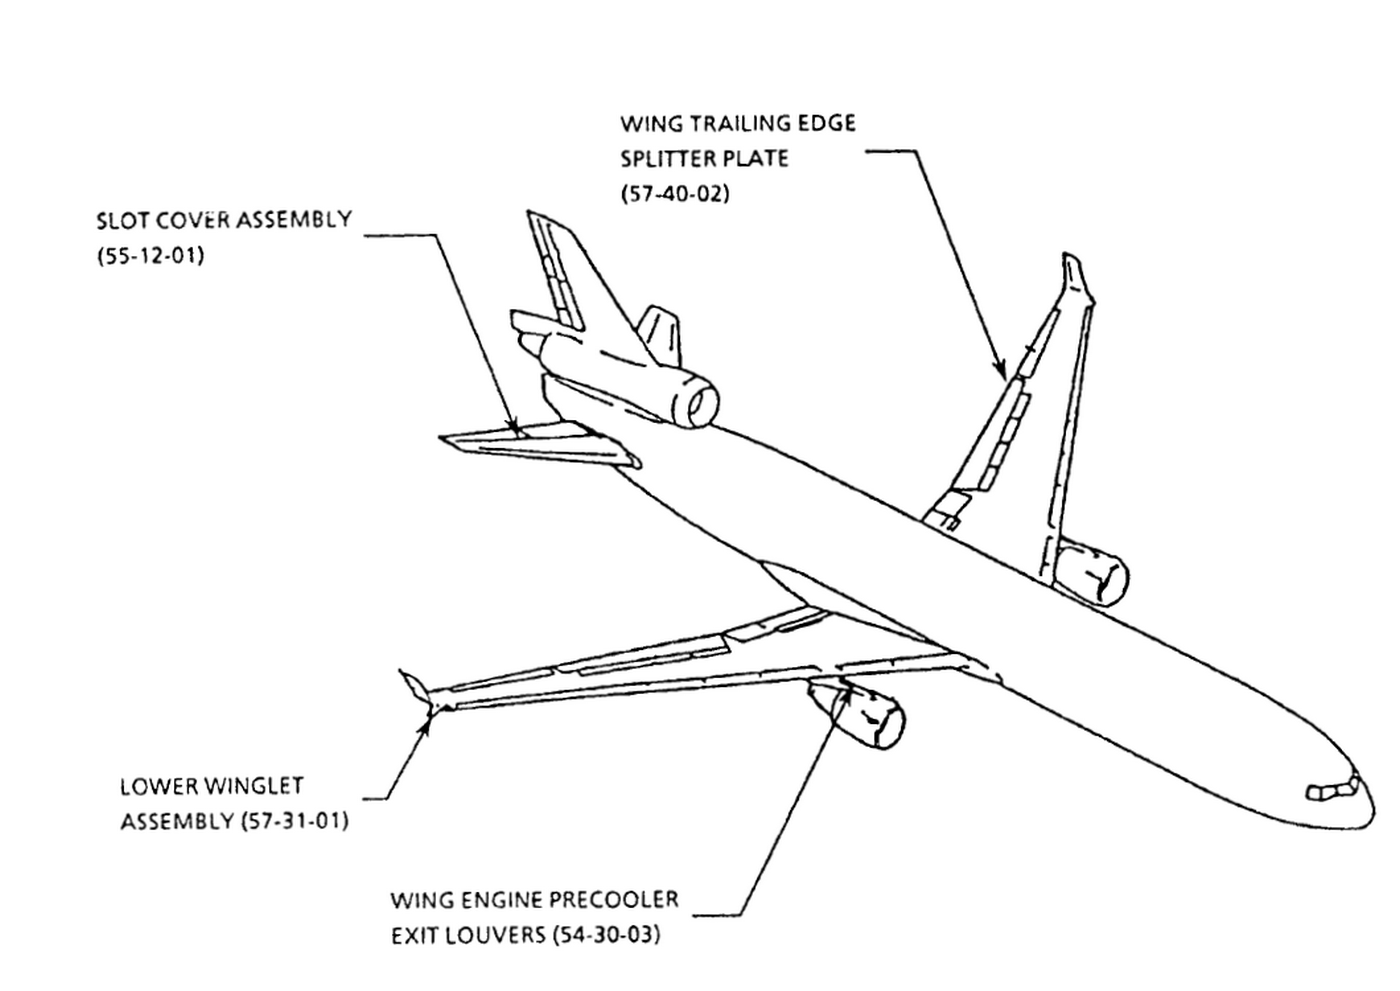 WING TRAILING EDGE
SPLITTER PLATE
(57-40-02)
SLOT COVER ASSEMBLY
(55-12-01)
LOWER WINGLET
ASSEMBLY (57-31-01)
WING ENGINE PRECOOLER
EXIT LOUVERS (54-30-03)